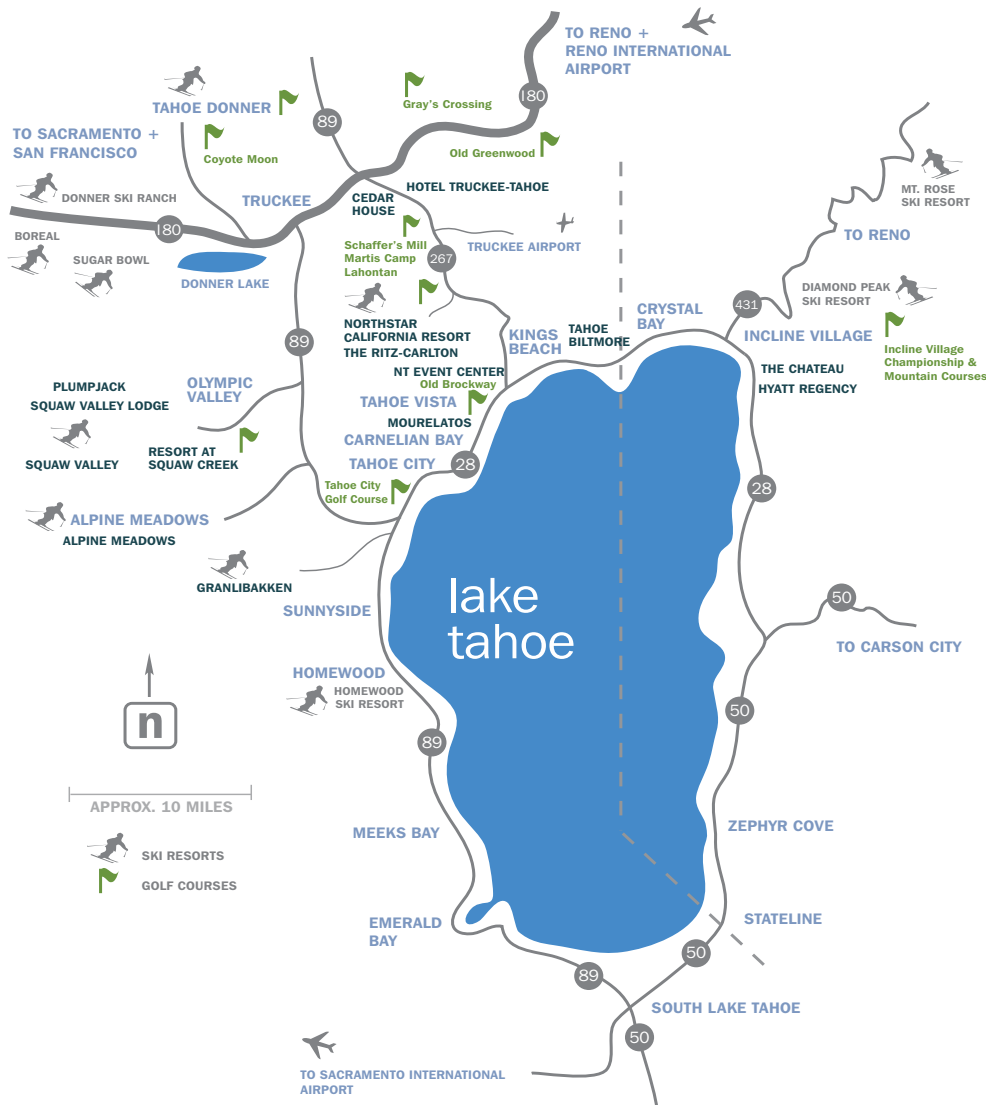 TO RENO +
RENO INTERNATIONAL
AIRPORT
TAHOE DONNER
Gray's Crossing
180
89
TO SACRAMENTO +
SAN FRANCISCO
Coyote Moon
Old Greenwood
DONNER SKI RANCH
TRUCKEE
HOTEL TRUCKEE-TAHOE
CEDAR
HOUSE
MT. ROSE
SKI RESORT
180
BOREAL
SUGAR BOWL
DONNER LAKE
Schaffer's Mill
Martis Camp
Lahontan
267
TRUCKEE AIRPORT
TO RENO
DIAMOND PEAK
SKI RESORT
431
CRYSTAL
BAY
NORTHSTAR
CALIFORNIA RESORT
THE RITZ-CARLTON
KINGS
BEACH
TAHOE
BILTMORE
INCLINE VILLAGE
Incline Village
Championship &
Mountain Courses
89
NT EVENT CENTER
Old Brockway
THE CHATEAU
HYATT REGENCY
PLUMPJACK
SQUAW VALLEY LODGE
OLYMPIC
VALLEY
TAHOE VISTA
MOURELATOS
CARNELIAN BAY
SQUAW VALLEY
RESORT AT
SQUAW CREEK
TAHOE CITY
28
Tahoe City
Golf Course
28
ALPINE MEADOWS
ALPINE MEADOWS
GRANLIBAKKEN
SUNNYSIDE
lake
tahoe
50
TO CARSON CITY
HOMEWOOD
HOMEWOOD
SKI RESORT
n
89
50
APPROX. 10 MILES
MEEKS BAY
ZEPHYR COVE
SKI RESORTS
GOLF COURSES
EMERALD
BAY
STATELINE
50
89
SOUTH LAKE TAHOE
50
TO SACRAMENTO INTERNATIONAL
AIRPORT